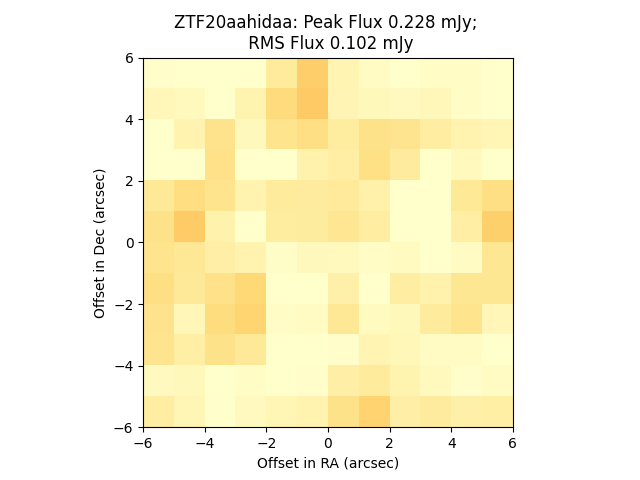 ZTF20aahidaa: Peak Flux 0.228 mJy;
RMS Flux 0.102 mJy
6
4
2
0
−2
−4
−6
Offset in Dec (arcsec)
−6 −4 −2 0 2 4 6
Offset in RA (arcsec)